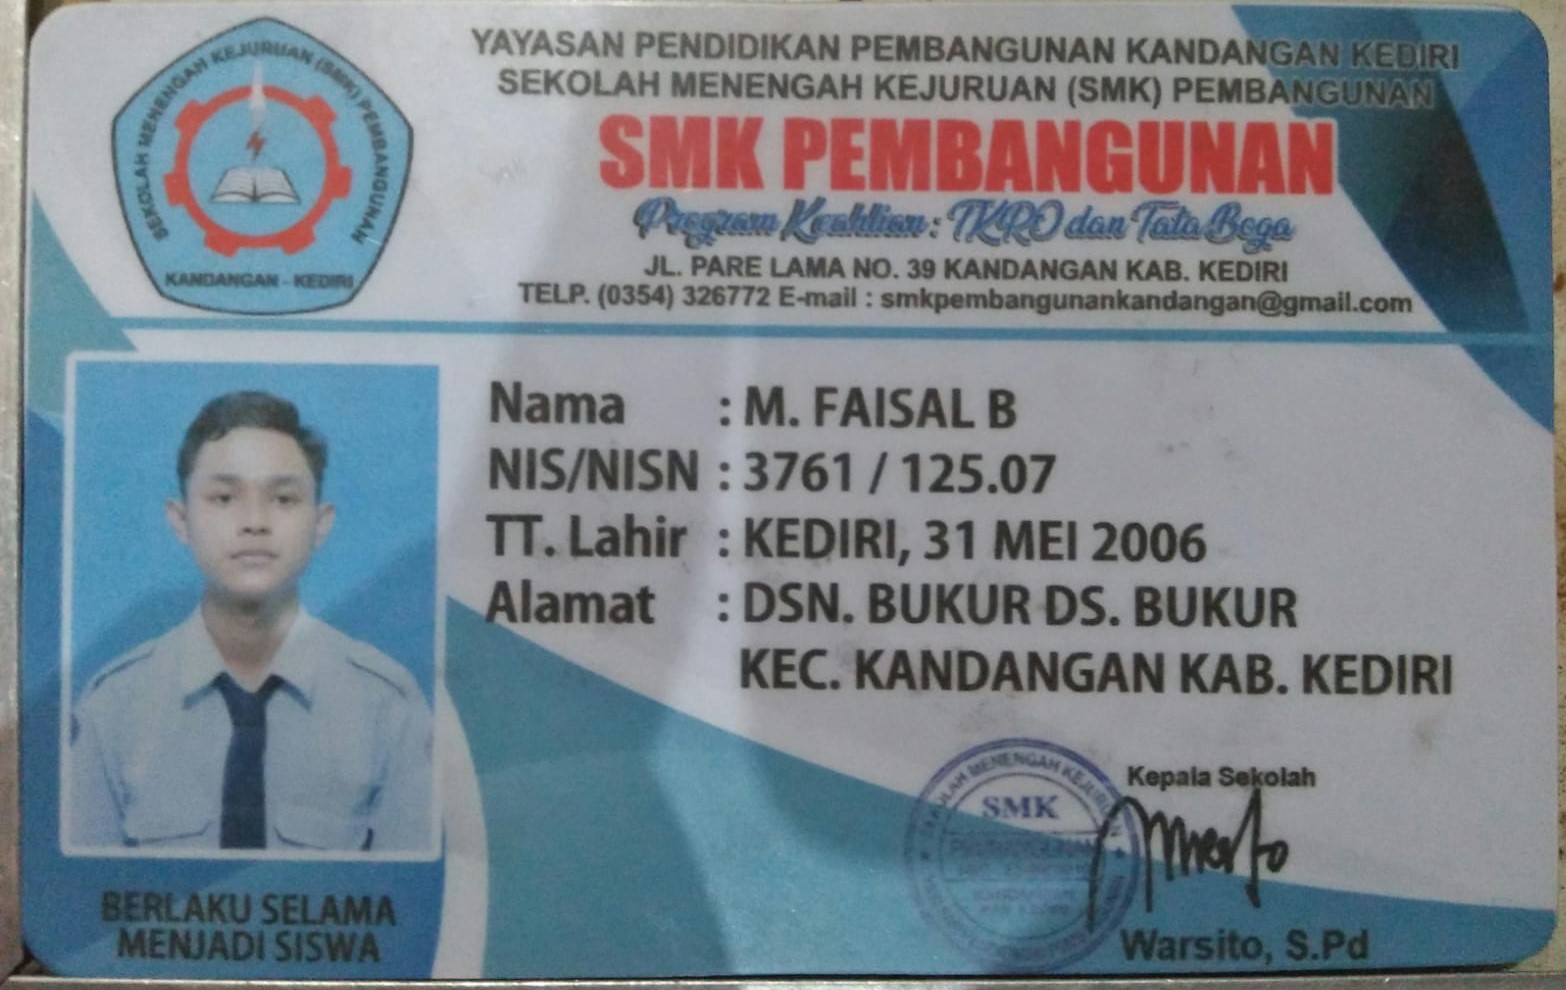 SEKOLAH MENENGAH KEJURUAN (SMK) PEMBANGUNAN
KANDANGAN - KEDIRI
YAYASAN PENDIDIKAN PEMBANGUNAN KANDANGAN KEDIRI
SEKOLAH MENENGAH KEJURUAN (SMK) PEMBANGUNAN
SMK PEMBANGUNAN
Program Keahlian : TKRO dan Tata Boga
JL. PARE LAMA NO. 39 KANDANGAN KAB. KEDIRI
TELP. (0354) 326772 E-mail : smkpembangunankandangan@gmail.com
Nama : M. FAISAL B
NIS/NISN : 3761 / 125.07
TT. Lahir : KEDIRI, 31 MEI 2006
Alamat : DSN. BUKUR DS. BUKUR
KEC. KANDANGAN KAB. KEDIRI
BERLAKU SELAMA
MENJADI SISWA
Kepala Sekolah
SEKOLAH MENENGAH KEJURUAN
SMK
Warsito, S.Pd